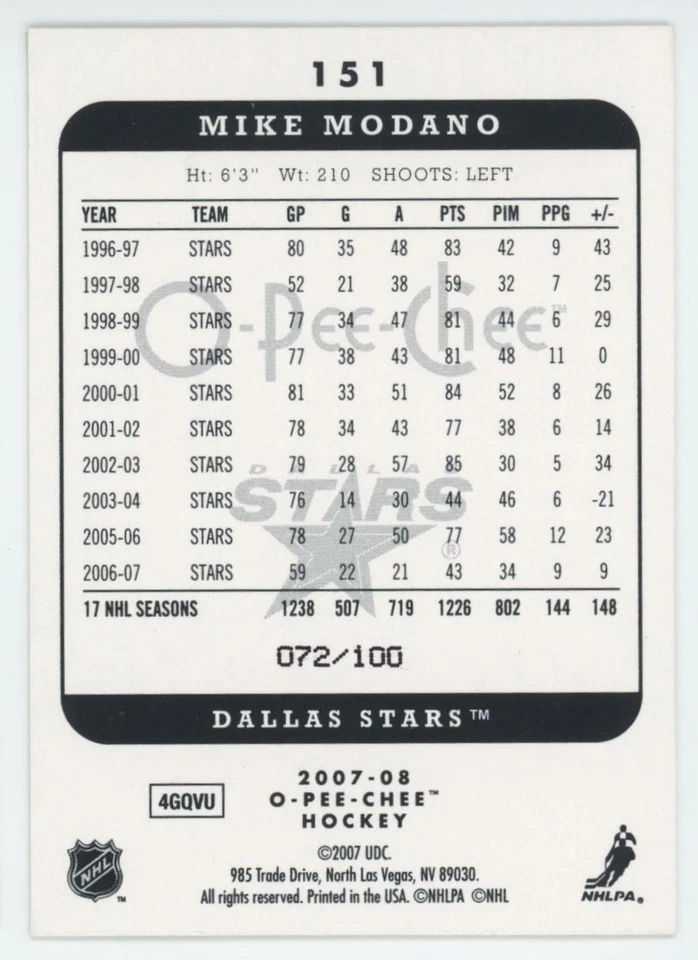 151
MIKE MODANO
Ht: 6'3" Wt: 210 SHOOTS: LEFT
YEAR TEAM GP G A PTS PIM PPG +/-
1996-97 STARS 80 35 48 83 42 9 43
1997-98 STARS 52 21 38 59 32 7 25
1998-99 STARS 77 34 47 81 44 6 29
1999-00 STARS 77 38 43 81 48 11 0
2000-01 STARS 81 33 51 84 52 8 26
2001-02 STARS 78 34 43 77 38 6 14
2002-03 STARS 79 28 57 85 30 5 34
2003-04 STARS 76 14 30 44 46 6 -21
2005-06 STARS 78 27 50 77 58 12 23
2006-07 STARS 59 22 21 43 34 9 9
17 NHL SEASONS 1238 507 719 1226 802 144 148
O-Pee-Chee™
DALLAS
STARS
®
072/100
DALLAS STARS™
2007-08
4GQVU O-PEE-CHEE™
HOCKEY
©2007 UDC.
985 Trade Drive, North Las Vegas, NV 89030.
All rights reserved. Printed in the USA. ©NHLPA ©NHL
NHL™
NHLPA®